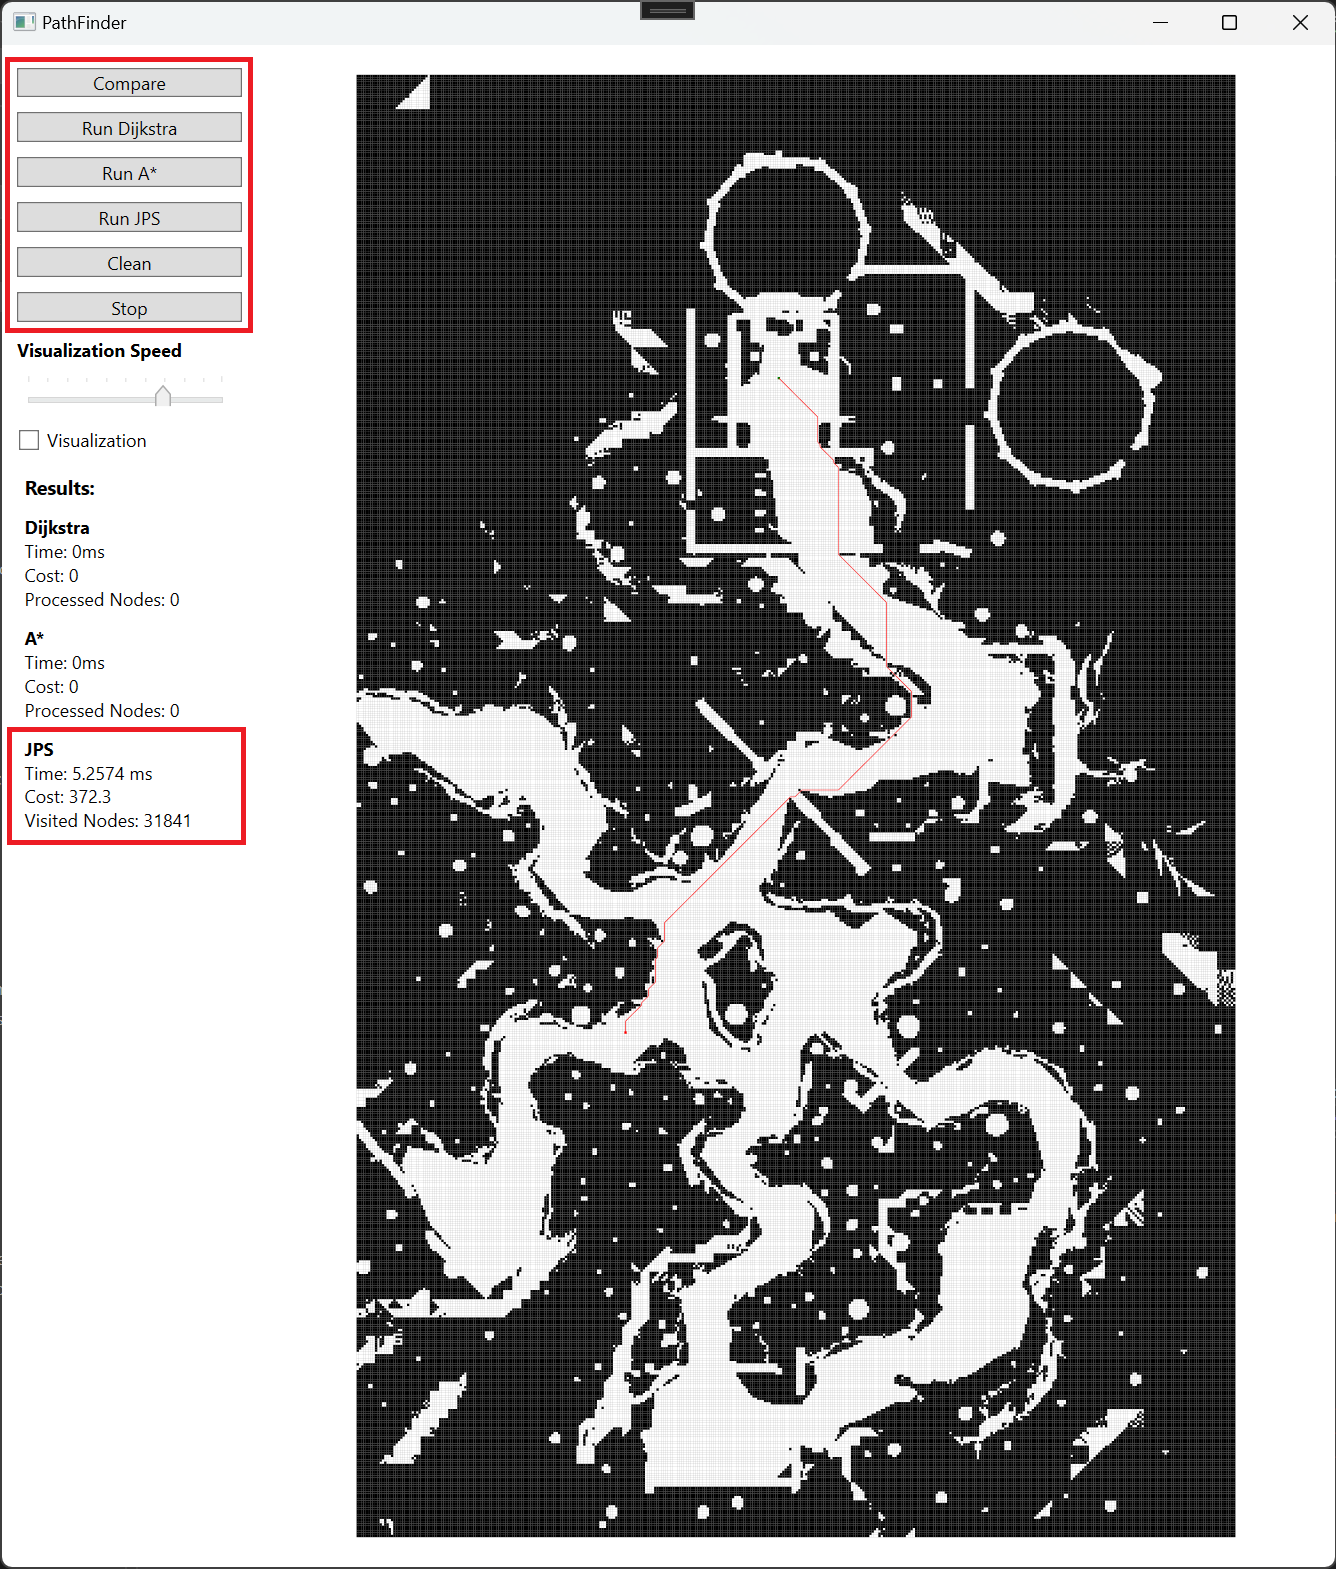 PathFinder
Compare
Run Dijkstra
Run A*
Run JPS
Clean
Stop
Visualization Speed
Visualization
Results:
Dijkstra
Time: 0ms
Cost: 0
Processed Nodes: 0
A*
Time: 0ms
Cost: 0
Processed Nodes: 0
JPS
Time: 5.2574 ms
Cost: 372.3
Visited Nodes: 31841